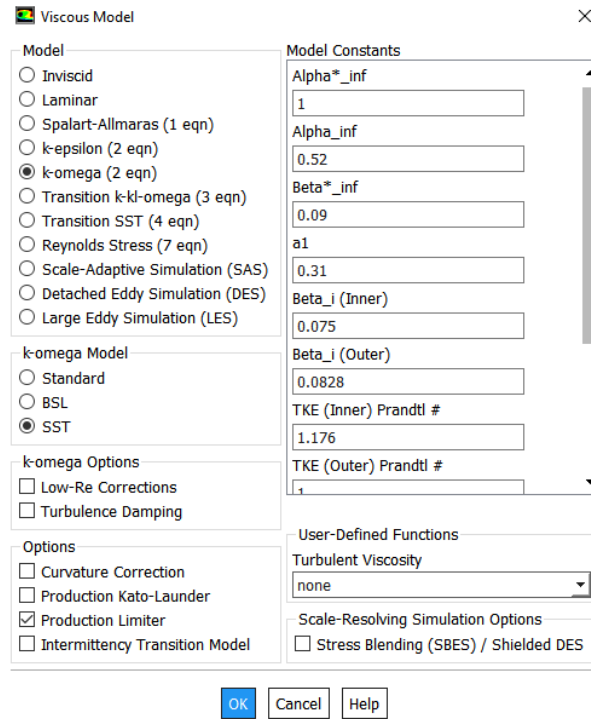 Viscous Model
Model
Inviscid
Laminar
Spalart-Allmaras (1 eqn)
k-epsilon (2 eqn)
k-omega (2 eqn)
Transition k-kl-omega (3 eqn)
Transition SST (4 eqn)
Reynolds Stress (7 eqn)
Scale-Adaptive Simulation (SAS)
Detached Eddy Simulation (DES)
Large Eddy Simulation (LES)
k-omega Model
Standard
BSL
SST
k-omega Options
Low-Re Corrections
Turbulence Damping
Options
Curvature Correction
Production Kato-Launder
Production Limiter
Intermittency Transition Model
Model Constants
Alpha*_inf
1
Alpha_inf
0.52
Beta*_inf
0.09
a1
0.31
Beta_i (Inner)
0.075
Beta_i (Outer)
0.0828
TKE (Inner) Prandtl #
1.176
TKE (Outer) Prandtl #
1
User-Defined Functions
Turbulent Viscosity
none
Scale-Resolving Simulation Options
Stress Blending (SBES) / Shielded DES
OK
Cancel
Help